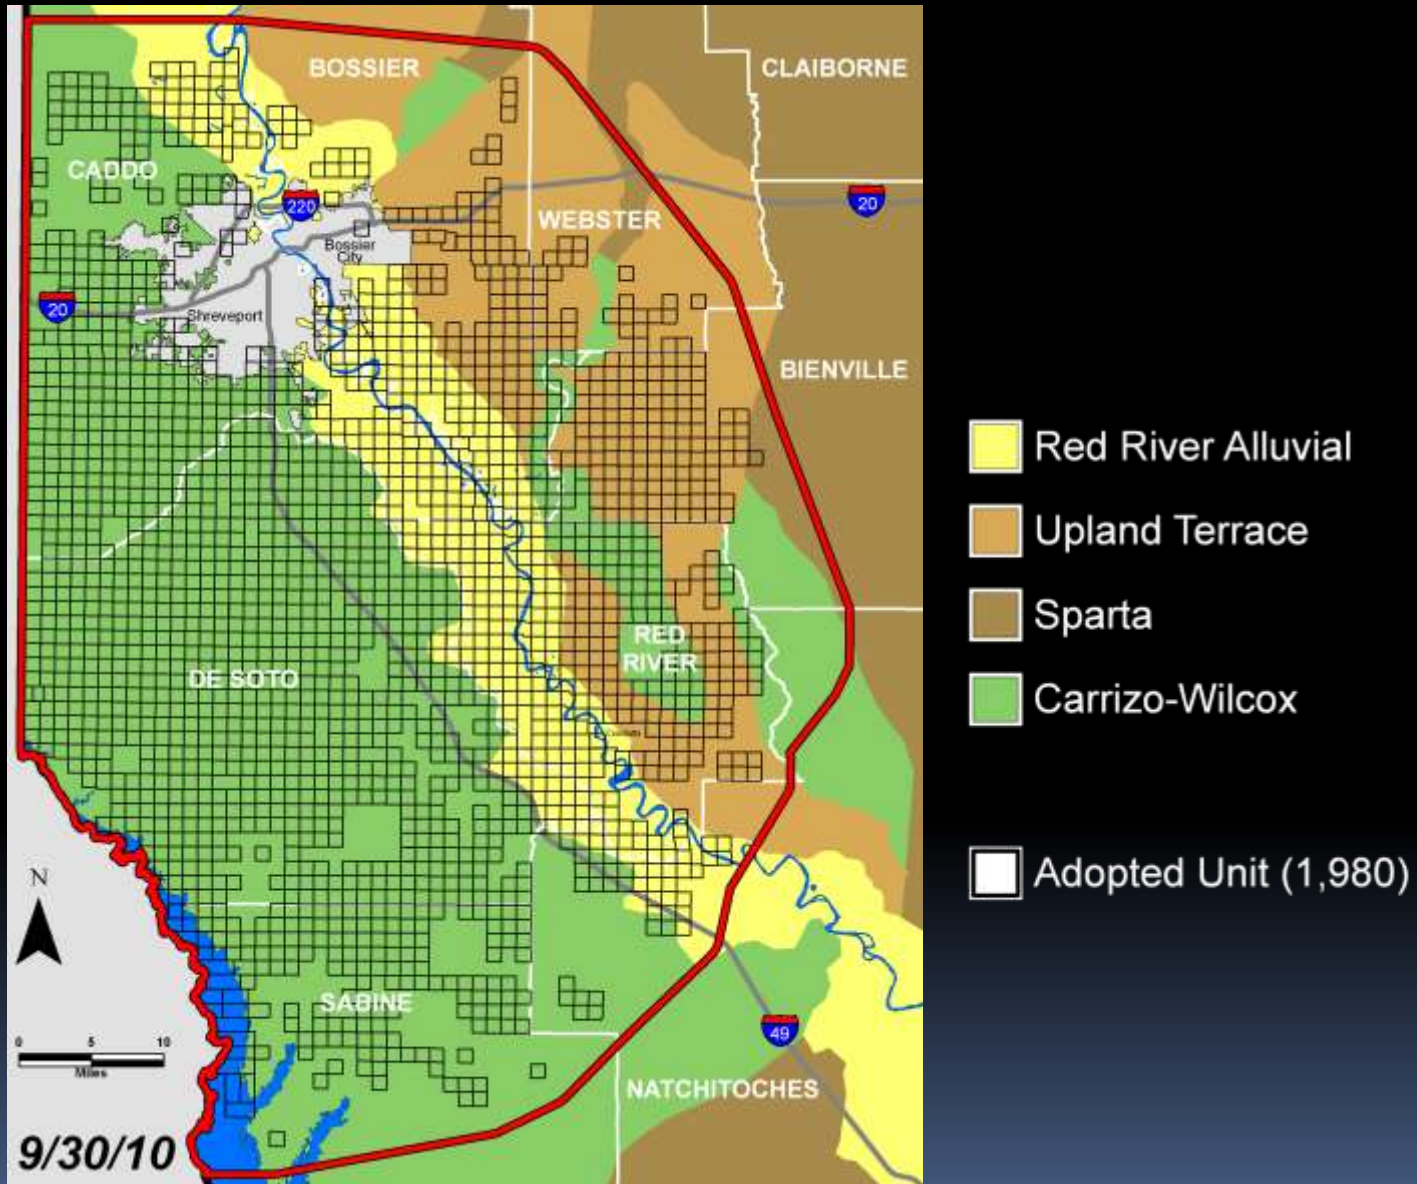 BOSSIER
CLAIBORNE
CADDO
220
20
WEBSTER
Bossier
City
20
Shreveport
BIENVILLE
RED
RIVER
DE SOTO
N
SABINE
0 5 10
Miles
49
NATCHITOCHES
9/30/10
Red River Alluvial
Upland Terrace
Sparta
Carrizo-Wilcox
Adopted Unit (1,980)